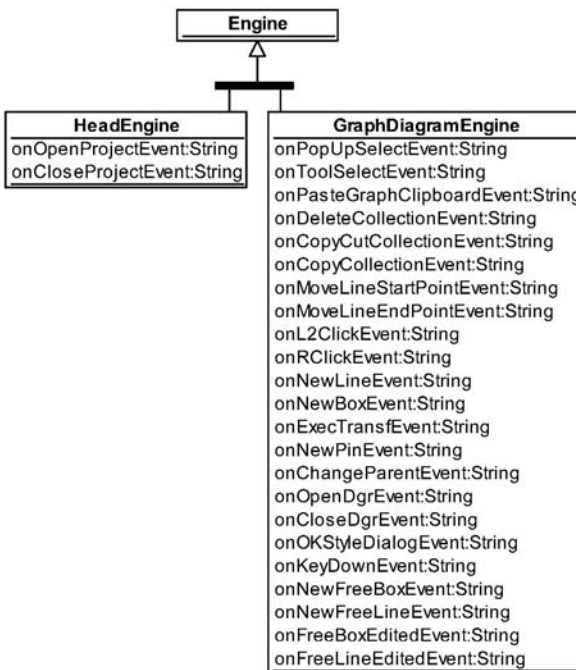 Engine
HeadEngine
onOpenProjectEvent:String
onCloseProjectEvent:String
GraphDiagramEngine
onPopUpSelectEvent:String
onToolSelectEvent:String
onPasteGraphClipboardEvent:String
onDeleteCollectionEvent:String
onCopyCutCollectionEvent:String
onCopyCollectionEvent:String
onMoveLineStartPointEvent:String
onMoveLineEndPointEvent:String
onL2ClickEvent:String
onRClickEvent:String
onNewLineEvent:String
onNewBoxEvent:String
onExecTransfEvent:String
onNewPinEvent:String
onChangeParentEvent:String
onOpenDgrEvent:String
onCloseDgrEvent:String
onOKStyleDialogEvent:String
onKeyDownEvent:String
onNewFreeBoxEvent:String
onNewFreeLineEvent:String
onFreeBoxEditedEvent:String
onFreeLineEditedEvent:String